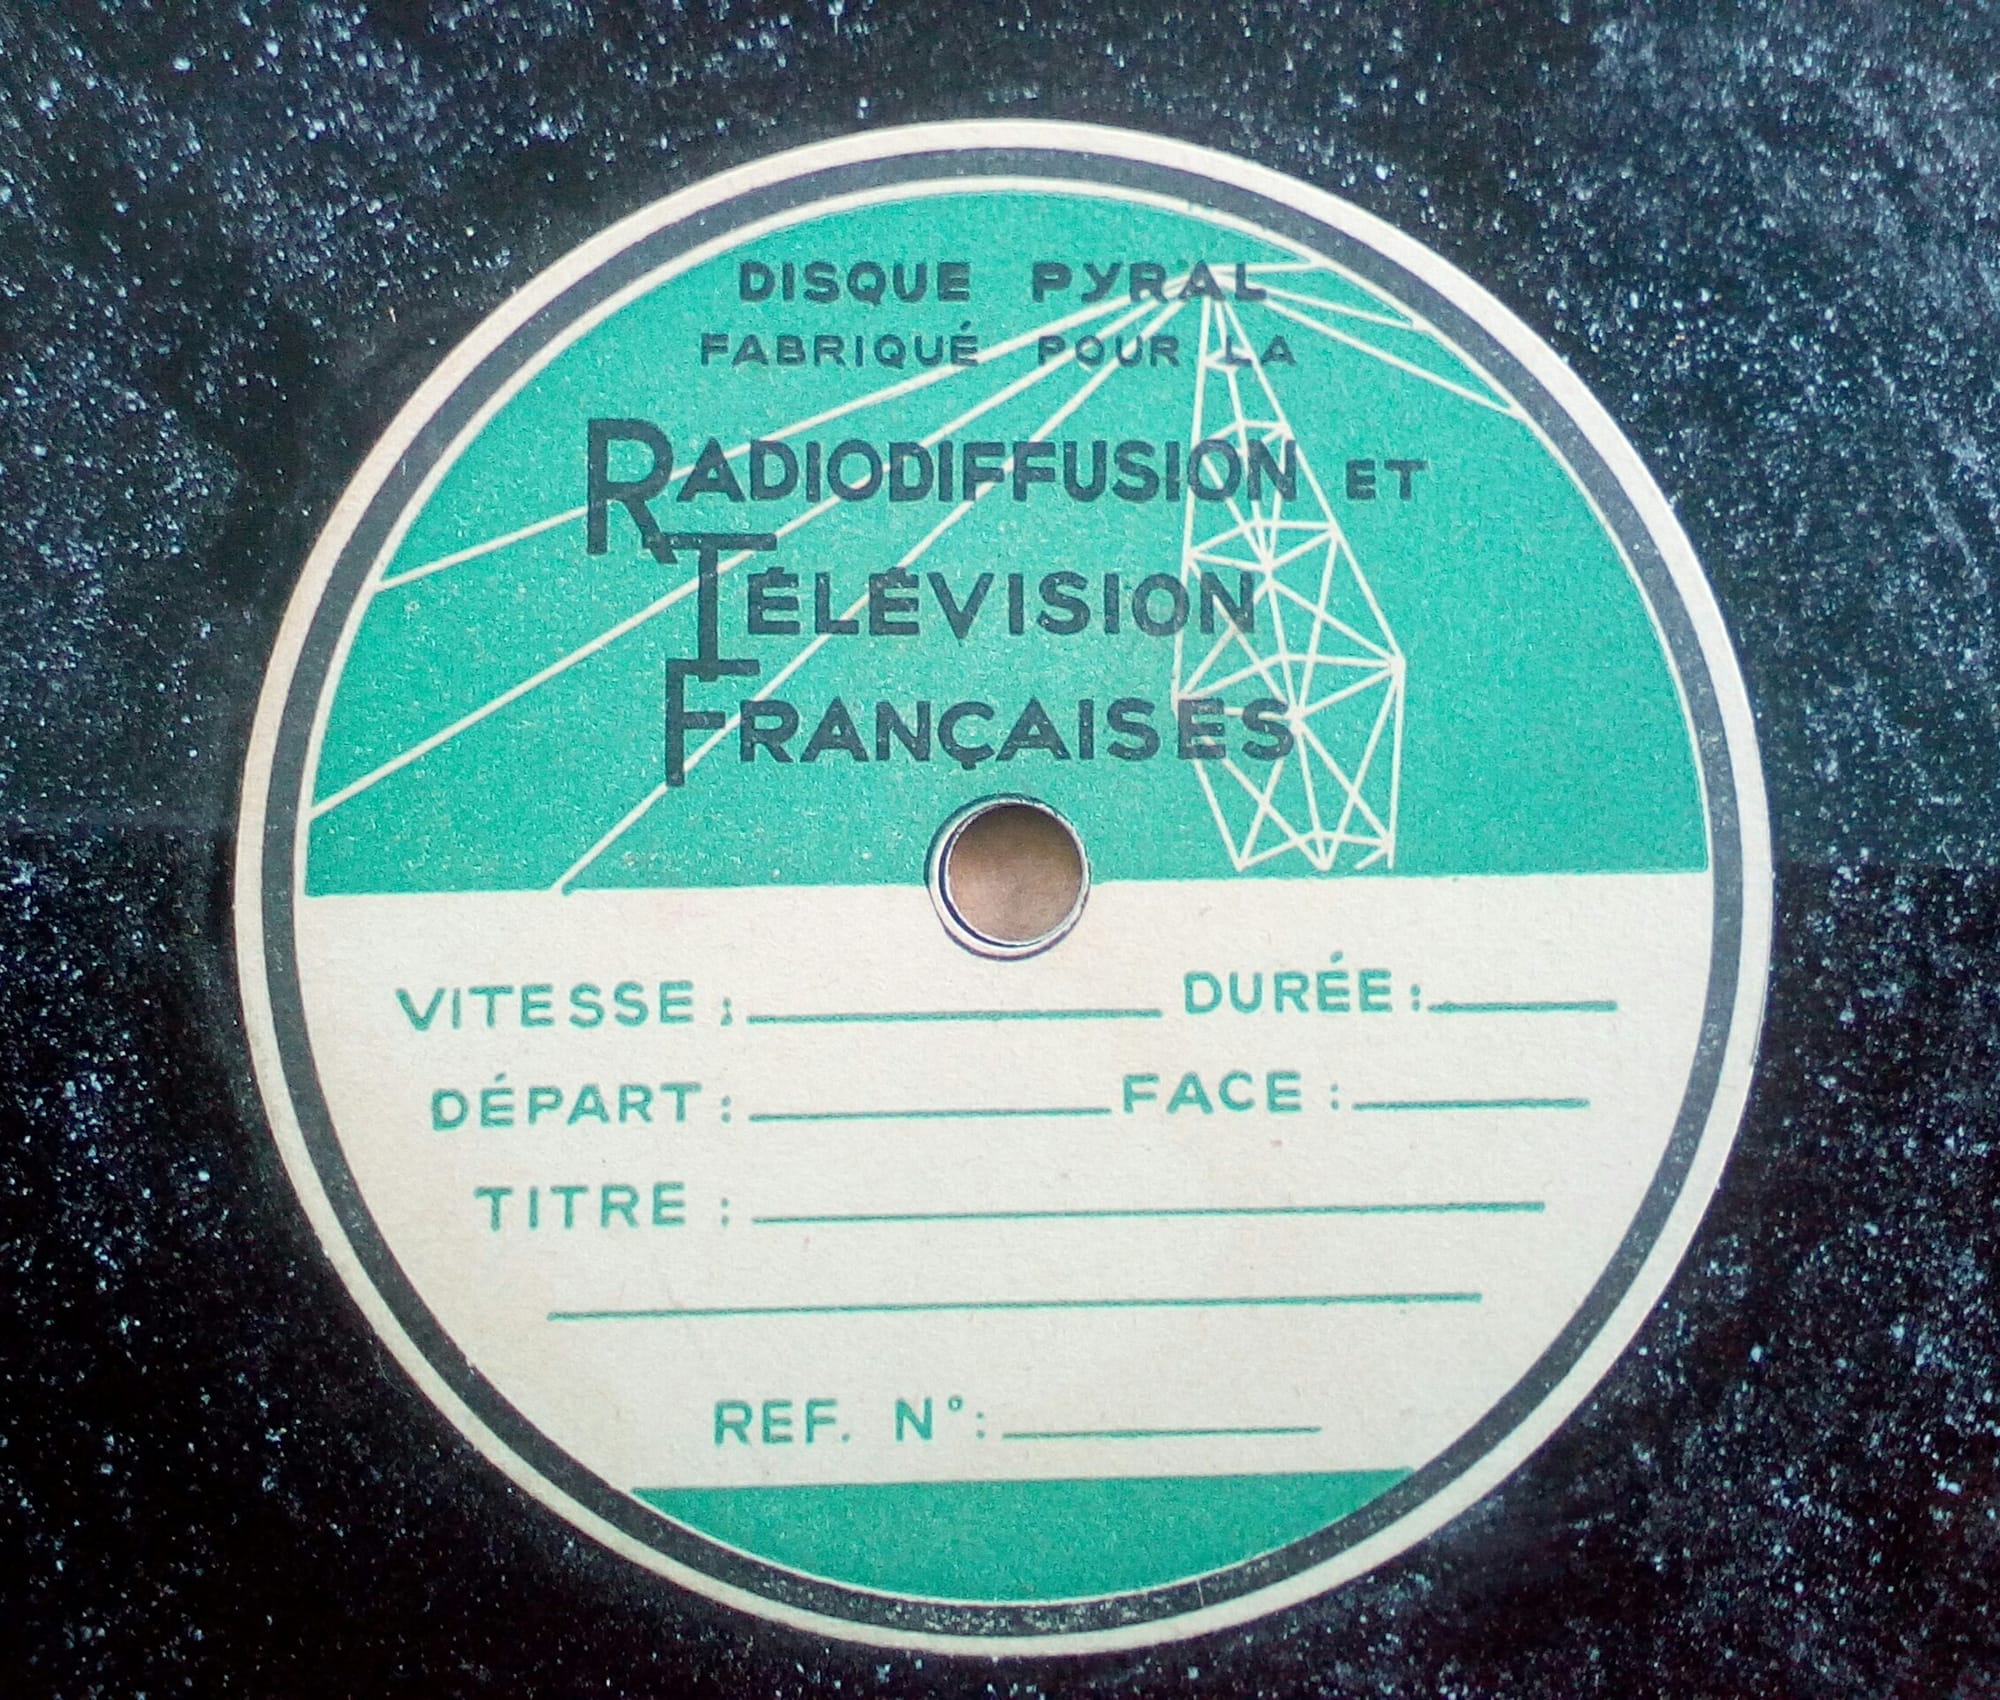 DISQUE PYRAL
FABRIQUÉ POUR LA
RADIODIFFUSION ET
TÉLÉVISION
FRANÇAISES
VITESSE : DURÉE :
DÉPART : FACE :
TITRE :
REF. N° :